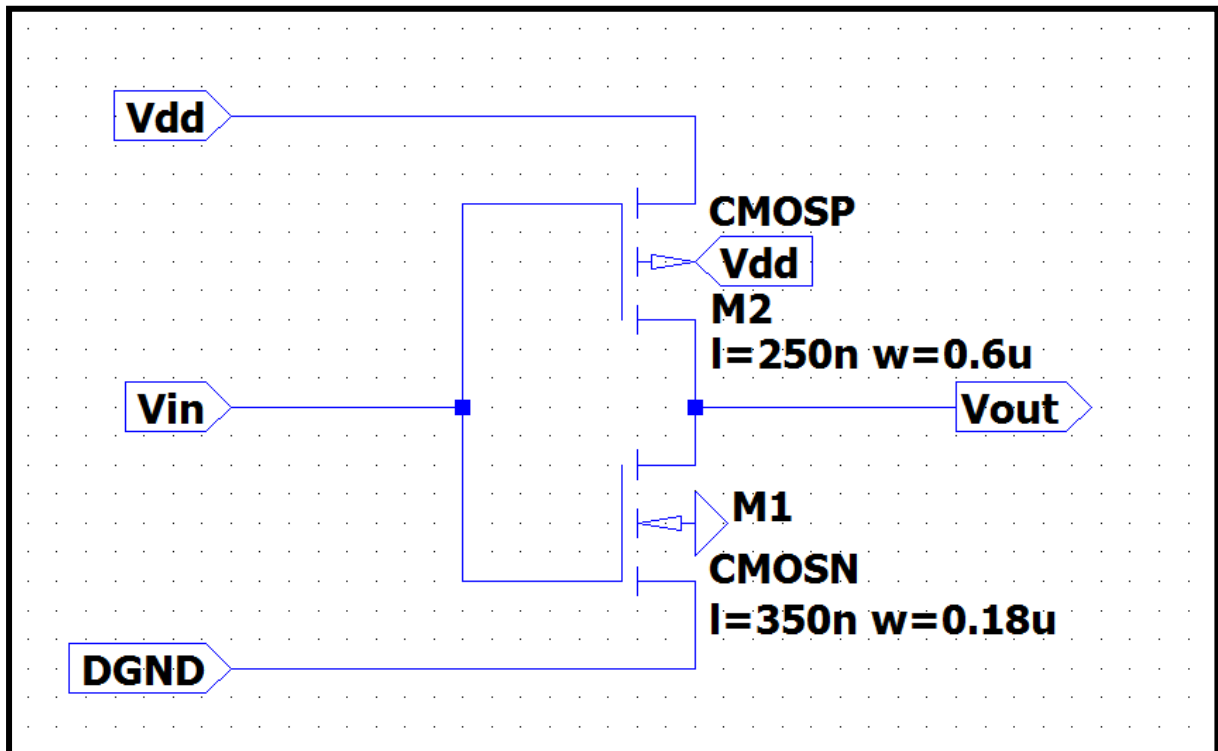 Vdd
CMOSP
Vdd
M2
l=250n w=0.6u
Vin
Vout
M1
CMOSN
l=350n w=0.18u
DGND